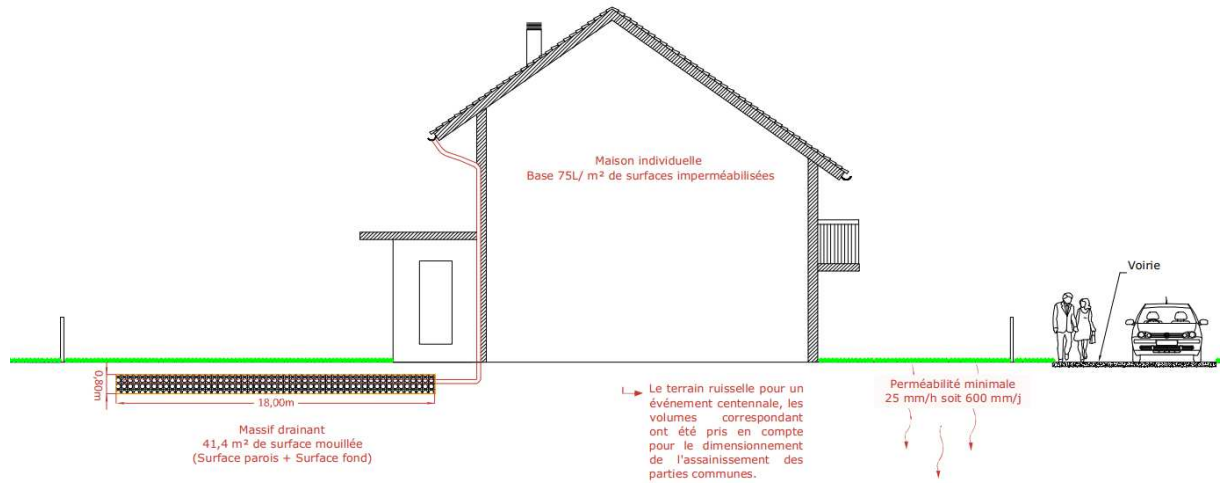 Maison individuelle
Base 75L/ m² de surfaces imperméabilisées
Voirie
0,80m
18,00m
Massif drainant
41,4 m² de surface mouillée
(Surface parois + Surface fond)
Le terrain ruisselle pour un
événement centennale, les
volumes correspondant
ont été pris en compte
pour le dimensionnement
de l'assainissement des
parties communes.
Perméabilité minimale
25 mm/h soit 600 mm/j